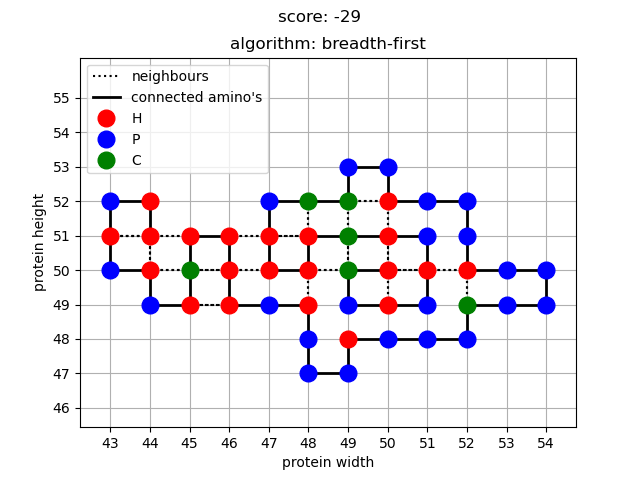 score: -29
algorithm: breadth-first
neighbours
connected amino's
H
P
C
55
54
53
52
51
50
49
48
47
46
protein height
43 44 45 46 47 48 49 50 51 52 53 54
protein width